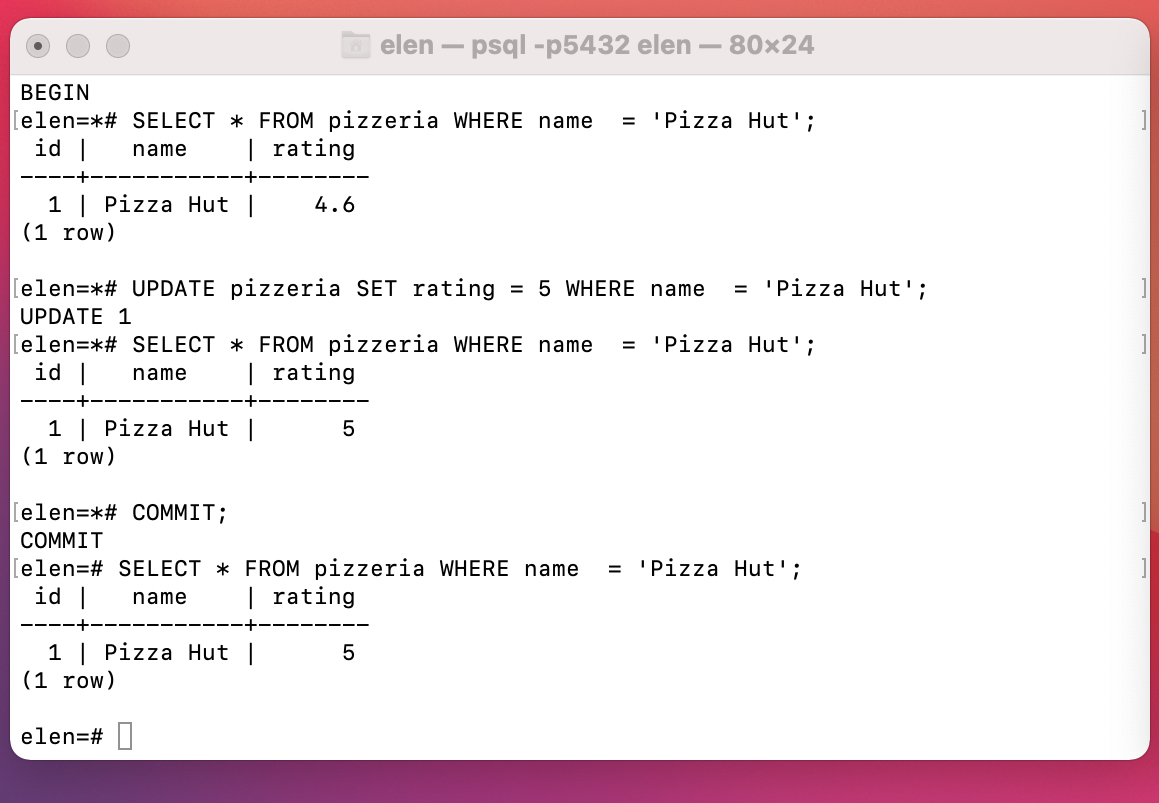 elen — psql -p5432 elen — 80×24
BEGIN
[elen=*# SELECT * FROM pizzeria WHERE name  = 'Pizza Hut'; ]
 id |   name    | rating
----+-----------+--------
  1 | Pizza Hut |    4.6
(1 row)

[elen=*# UPDATE pizzeria SET rating = 5 WHERE name  = 'Pizza Hut'; ]
UPDATE 1
[elen=*# SELECT * FROM pizzeria WHERE name  = 'Pizza Hut'; ]
 id |   name    | rating
----+-----------+--------
  1 | Pizza Hut |      5
(1 row)

[elen=*# COMMIT; ]
COMMIT
[elen=# SELECT * FROM pizzeria WHERE name  = 'Pizza Hut'; ]
 id |   name    | rating
----+-----------+--------
  1 | Pizza Hut |      5
(1 row)

elen=#